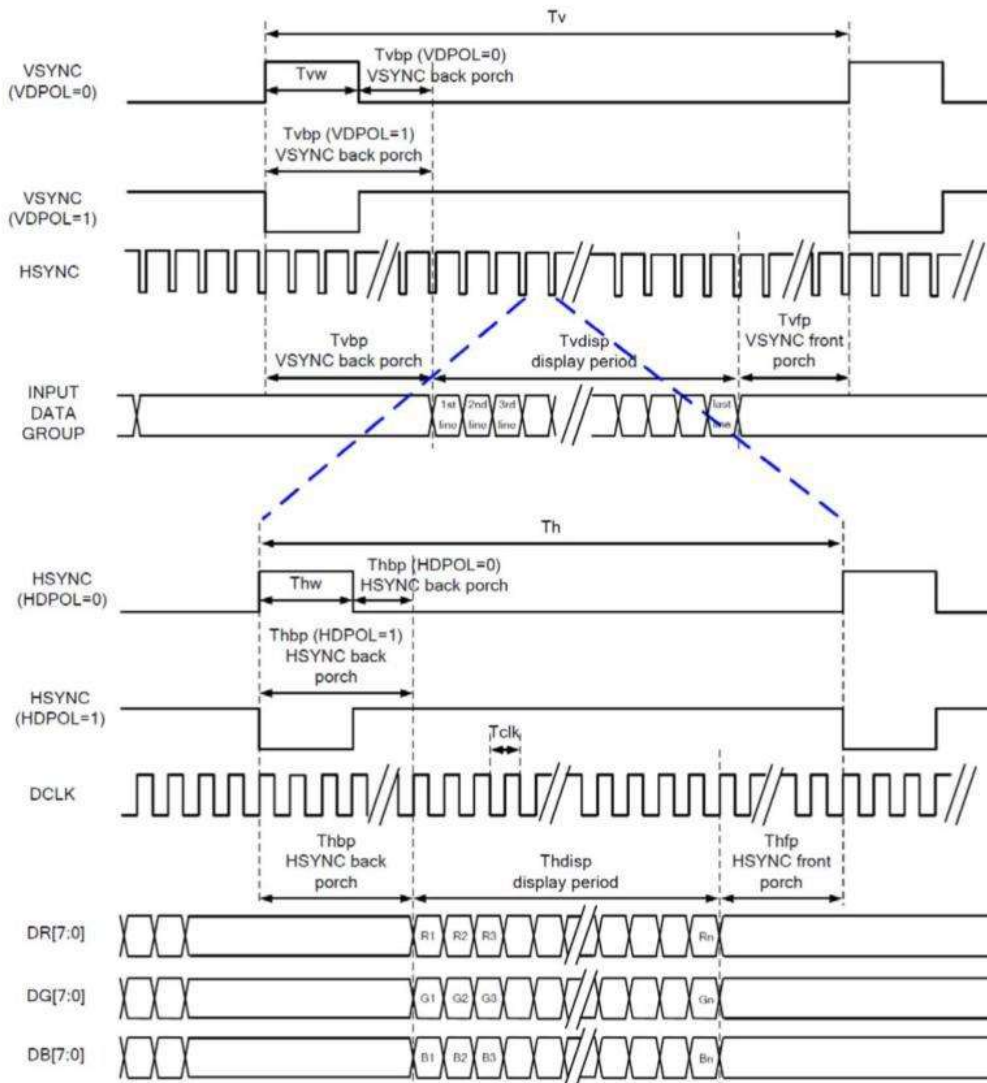 Tv
Tvbp (VDPOL=0)
VSYNC back porch
VSYNC
(VDPOL=0)
Tvw
Tvbp (VDPOL=1)
VSYNC back porch
VSYNC
(VDPOL=1)
HSYNC
Tvbp
VSYNC back porch
Tvdisp
display period
Tvfp
VSYNC front
porch
INPUT
DATA
GROUP
1st
line
2nd
line
3rd
line
last
line
Th
Thbp (HDPOL=0)
HSYNC back porch
HSYNC
(HDPOL=0)
Thw
Thbp (HDPOL=1)
HSYNC back
porch
HSYNC
(HDPOL=1)
Tclk
DCLK
Thbp
HSYNC back
porch
Thdisp
display period
Thfp
HSYNC front
porch
DR[7:0]
R1 R2 R3 Rn
DG[7:0]
G1 G2 G3 Gn
DB[7:0]
B1 B2 B3 Bn